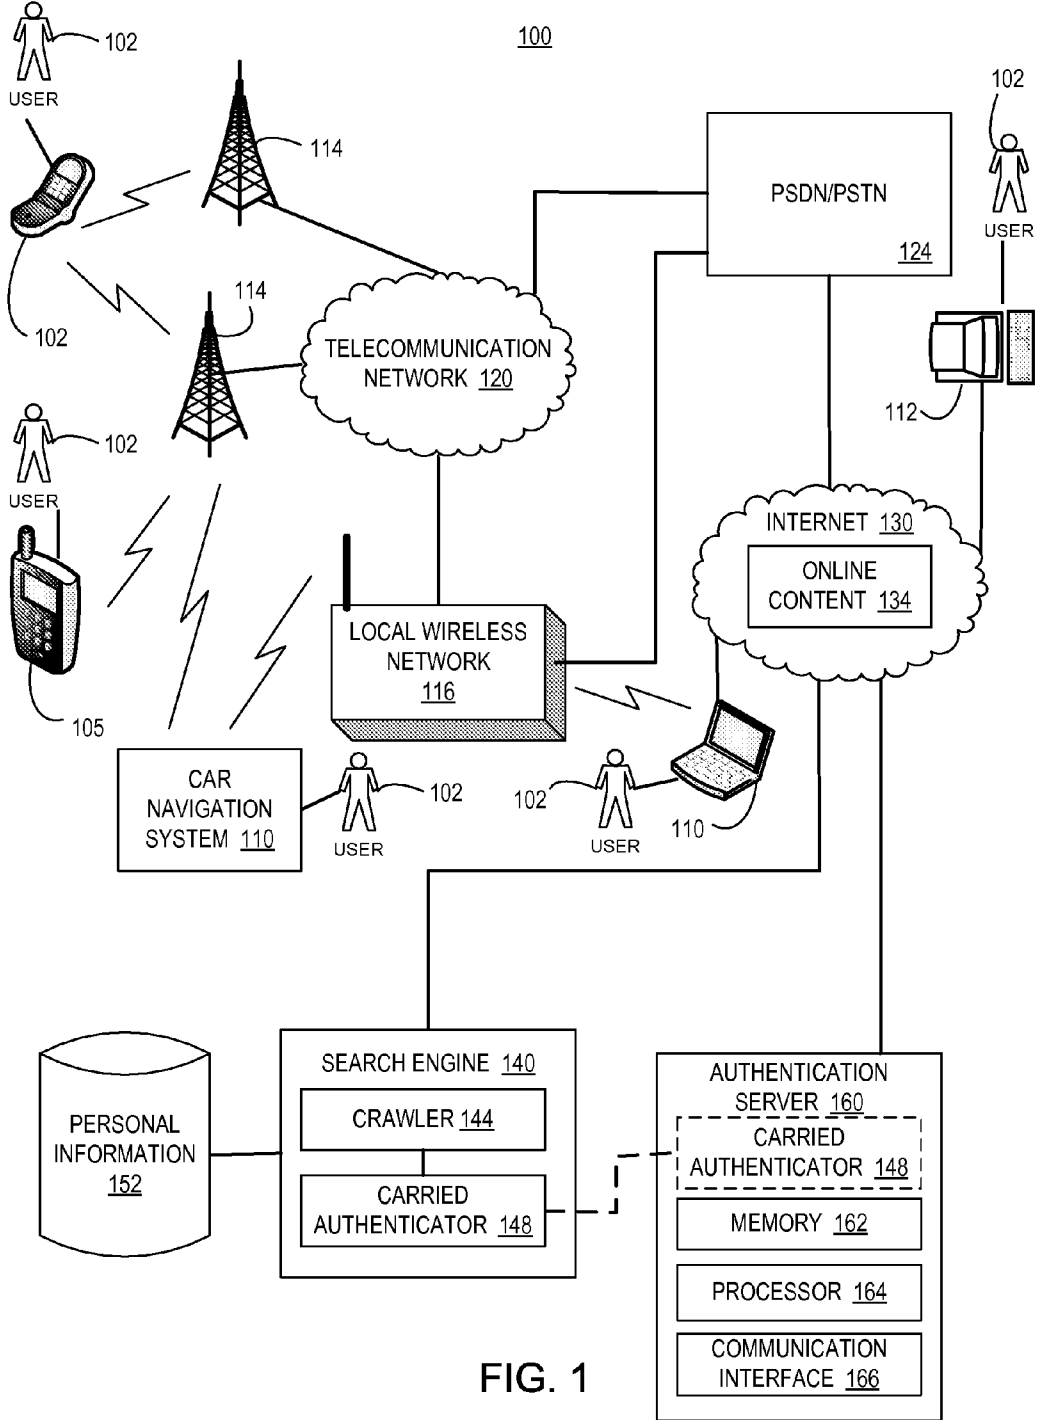 100
102
USER
114
102
PSDN/PSTN
124
USER
102
114
TELECOMMUNICATION
NETWORK 120
112
102
USER
INTERNET 130
ONLINE
CONTENT 134
LOCAL WIRELESS
NETWORK
116
105
CAR
NAVIGATION
SYSTEM 110
102
USER
102
USER
110
SEARCH ENGINE 140
CRAWLER 144
CARRIED
AUTHENTICATOR 148
PERSONAL
INFORMATION
152
AUTHENTICATION
SERVER 160
CARRIED
AUTHENTICATOR 148
MEMORY 162
PROCESSOR 164
COMMUNICATION
INTERFACE 166
FIG. 1